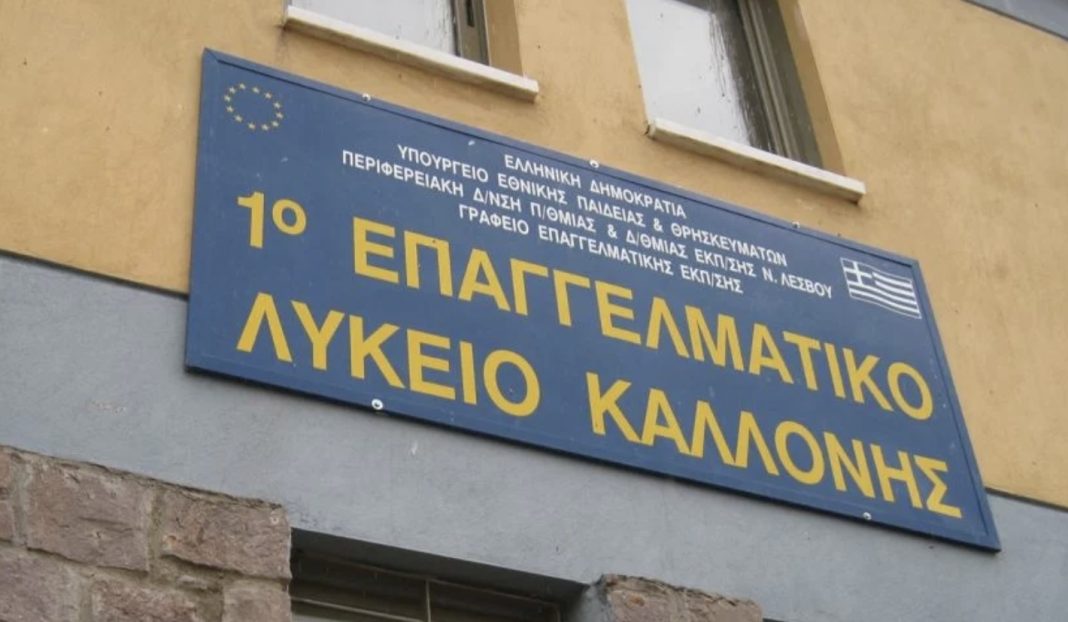 ΕΛΛΗΝΙΚΗ ΔΗΜΟΚΡΑΤΙΑ
ΥΠΟΥΡΓΕΙΟ ΕΘΝΙΚΗΣ ΠΑΙΔΕΙΑΣ & ΘΡΗΣΚΕΥΜΑΤΩΝ
ΠΕΡΙΦΕΡΕΙΑΚΗ Δ/ΝΣΗ Π/ΘΜΙΑΣ & Δ/ΘΜΙΑΣ ΕΚΠ/ΣΗΣ Ν. ΛΕΣΒΟΥ
ΓΡΑΦΕΙΟ ΕΠΑΓΓΕΛΜΑΤΙΚΗΣ ΕΚΠ/ΣΗΣ
1ο ΕΠΑΓΓΕΛΜΑΤΙΚΟ
ΛΥΚΕΙΟ ΚΑΛΛΟΝΗΣ